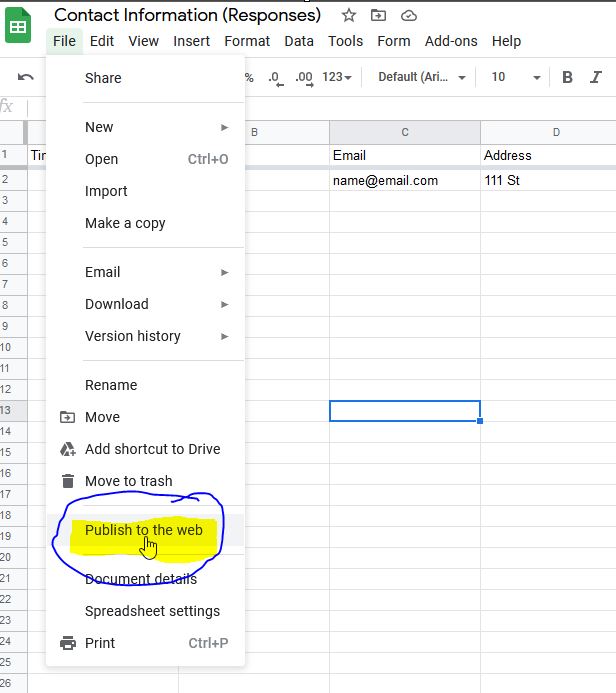 Contact Information (Responses)
File Edit View Insert Format Data Tools Form Add-ons Help
% .0 .00 123 Default (Ari... 10 B I
fx
B C D
1 Email Address
2 name@email.com 111 St
3
4
5
6
7
8
9
10
11
12
13
14
15
16
17
18
19
20
21
22
23
24
25
26
Share
New
Open Ctrl+O
Import
Make a copy
Email
Download
Version history
Rename
Move
Add shortcut to Drive
Move to trash
Publish to the web
Document details
Spreadsheet settings
Print Ctrl+P